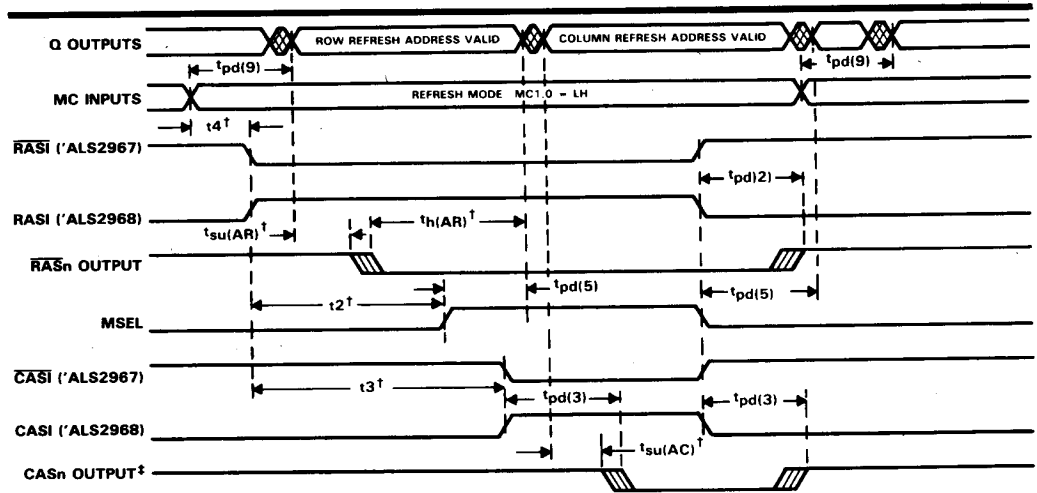 Q OUTPUTS
ROW REFRESH ADDRESS VALID
COLUMN REFRESH ADDRESS VALID
tpd(9)
tpd(9)
MC INPUTS
REFRESH MODE MC1.0 – LH
t4†
RASI ('ALS2967)
tpd)2)
RASI ('ALS2968)
tsu(AR)†
th(AR)†
RASn OUTPUT
t2†
tpd(5)
tpd(5)
MSEL
CASI ('ALS2967)
t3†
tpd(3)
tpd(3)
CASI ('ALS2968)
tsu(AC)†
CASn OUTPUT‡